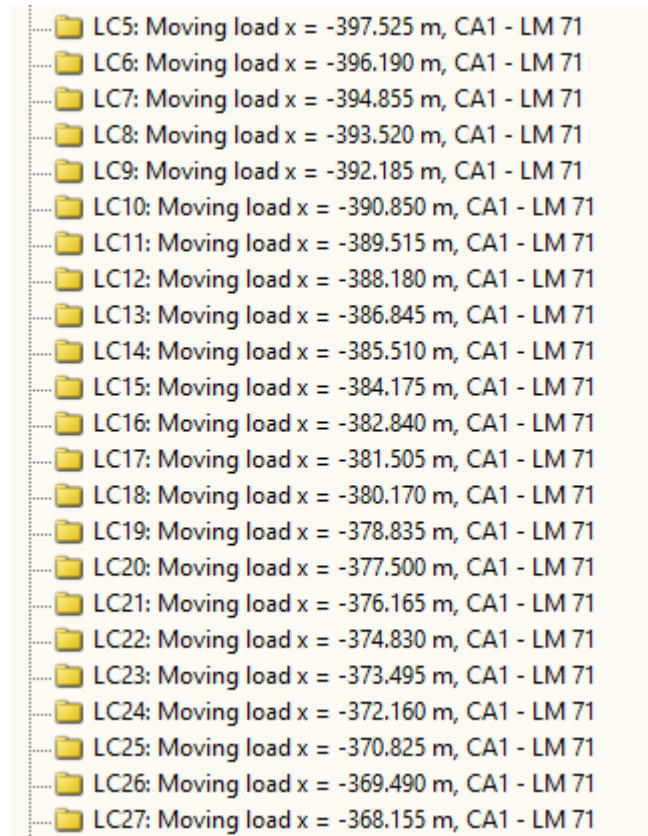 LC5: Moving load x = -397.525 m, CA1 - LM 71
LC6: Moving load x = -396.190 m, CA1 - LM 71
LC7: Moving load x = -394.855 m, CA1 - LM 71
LC8: Moving load x = -393.520 m, CA1 - LM 71
LC9: Moving load x = -392.185 m, CA1 - LM 71
LC10: Moving load x = -390.850 m, CA1 - LM 71
LC11: Moving load x = -389.515 m, CA1 - LM 71
LC12: Moving load x = -388.180 m, CA1 - LM 71
LC13: Moving load x = -386.845 m, CA1 - LM 71
LC14: Moving load x = -385.510 m, CA1 - LM 71
LC15: Moving load x = -384.175 m, CA1 - LM 71
LC16: Moving load x = -382.840 m, CA1 - LM 71
LC17: Moving load x = -381.505 m, CA1 - LM 71
LC18: Moving load x = -380.170 m, CA1 - LM 71
LC19: Moving load x = -378.835 m, CA1 - LM 71
LC20: Moving load x = -377.500 m, CA1 - LM 71
LC21: Moving load x = -376.165 m, CA1 - LM 71
LC22: Moving load x = -374.830 m, CA1 - LM 71
LC23: Moving load x = -373.495 m, CA1 - LM 71
LC24: Moving load x = -372.160 m, CA1 - LM 71
LC25: Moving load x = -370.825 m, CA1 - LM 71
LC26: Moving load x = -369.490 m, CA1 - LM 71
LC27: Moving load x = -368.155 m, CA1 - LM 71